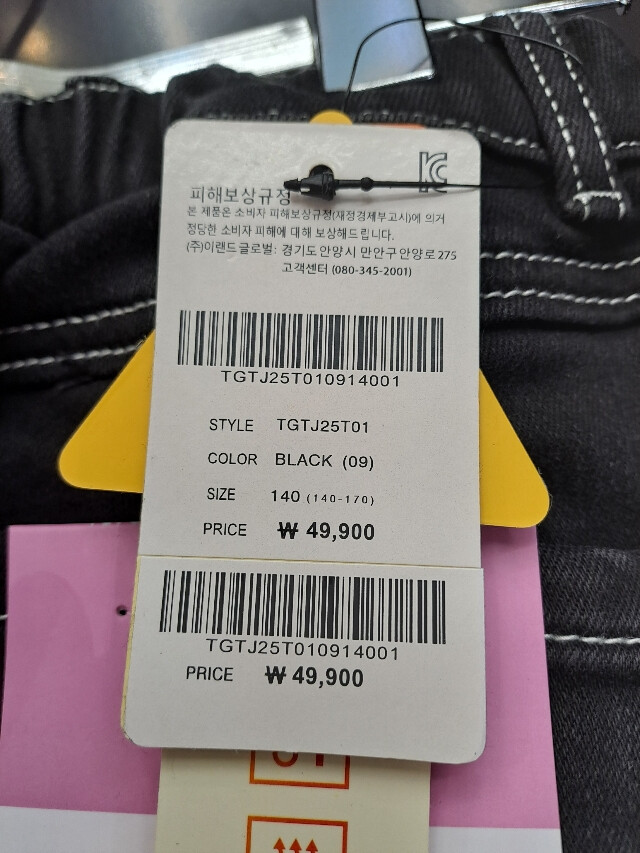 피해보상규정
본 제품은 소비자 피해보상규정(재정경제부고시)에 의거
정당한 소비자 피해에 대해 보상해드립니다.
(주)이랜드글로벌: 경기도 안양시 만안구 안양로 275
고객센터 (080-345-2001)
TGTJ25T010914001
STYLE TGTJ25T01
COLOR BLACK (09)
SIZE 140 (140-170)
PRICE ₩ 49,900
TGTJ25T010914001
PRICE ₩ 49,900